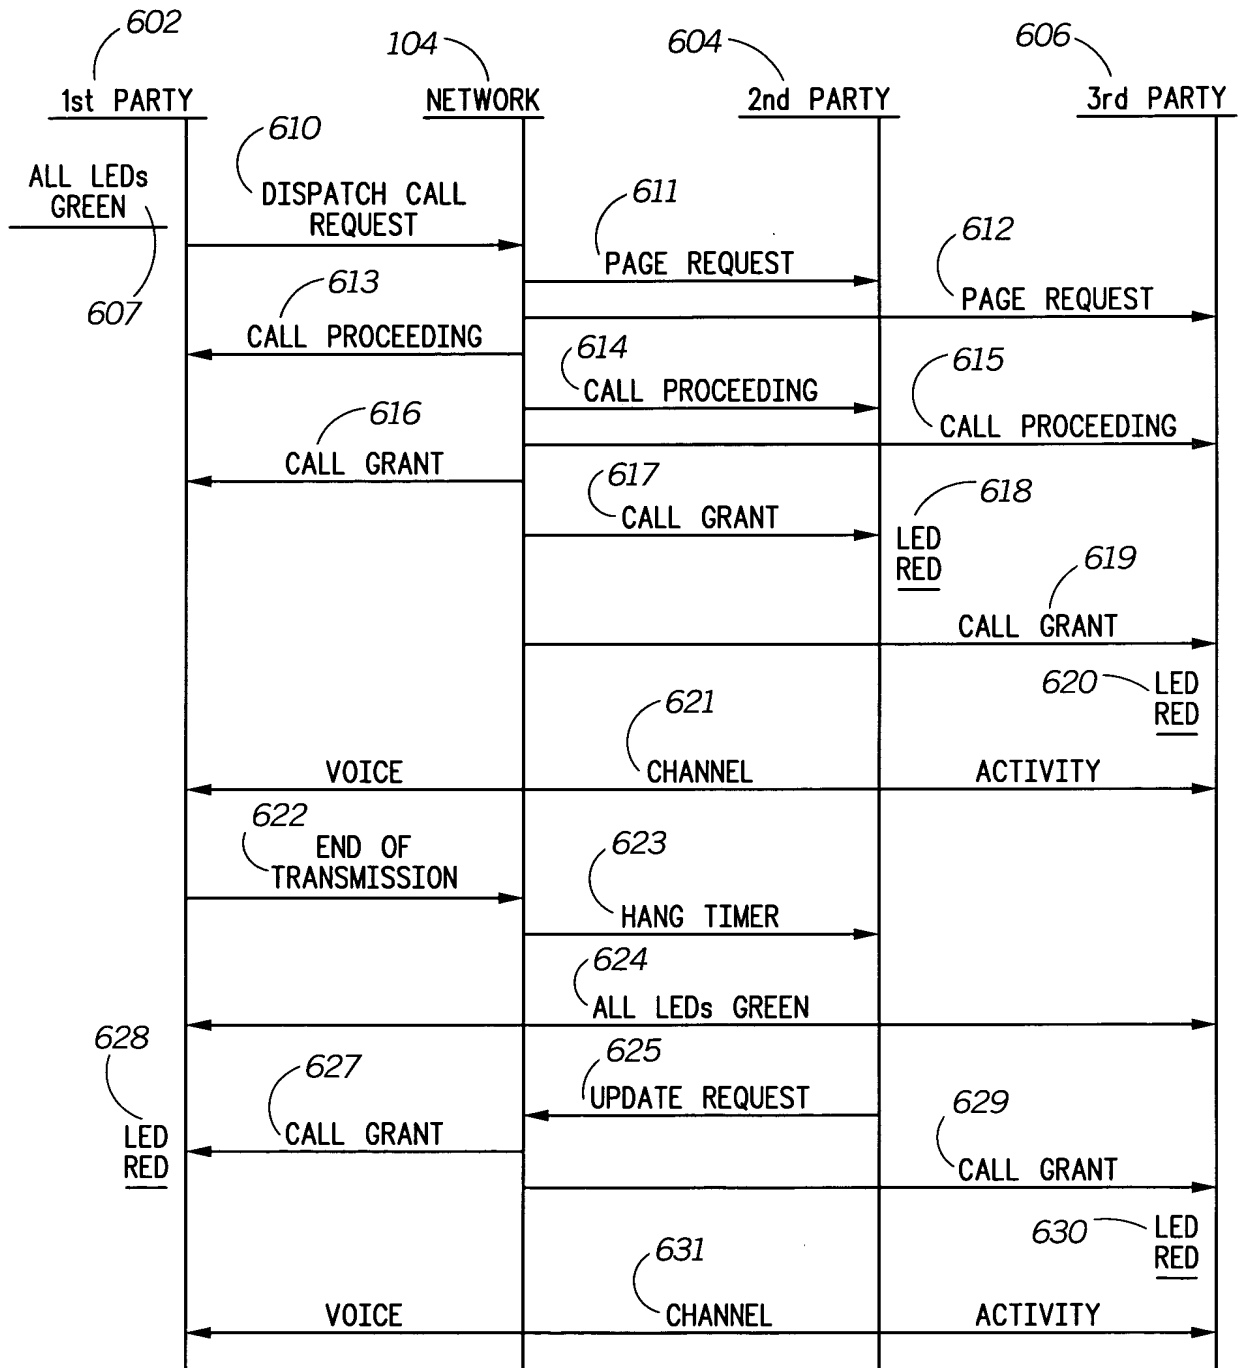 602
104
604
606
1st PARTY
NETWORK
2nd PARTY
3rd PARTY
ALL LEDs
GREEN
607
610
DISPATCH CALL
REQUEST
611
PAGE REQUEST
612
PAGE REQUEST
613
CALL PROCEEDING
614
CALL PROCEEDING
615
CALL PROCEEDING
616
CALL GRANT
617
CALL GRANT
618
LED
RED
619
CALL GRANT
620
LED
RED
621
VOICE CHANNEL ACTIVITY
622
END OF
TRANSMISSION
623
HANG TIMER
624
ALL LEDs GREEN
625
UPDATE REQUEST
627
CALL GRANT
628
LED
RED
629
CALL GRANT
630
LED
RED
631
VOICE CHANNEL ACTIVITY